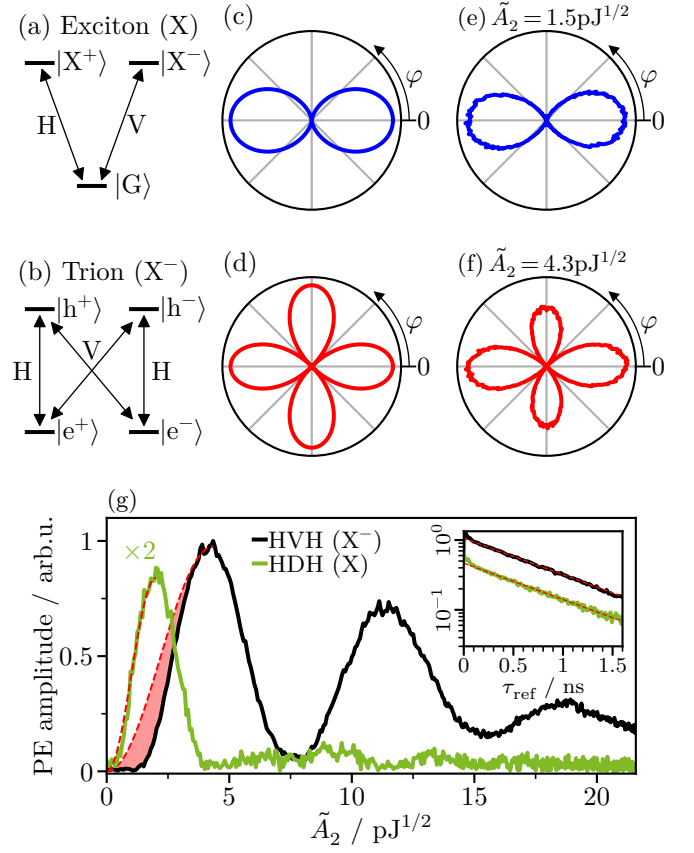 (a) Exciton (X)
|X⁺⟩ |X⁻⟩
H V
|G⟩
(c)
φ
0
(e) Ã₂ = 1.5pJ^{1/2}
φ
0
(b) Trion (X⁻)
|h⁺⟩ |h⁻⟩
V
H H
|e⁺⟩ |e⁻⟩
(d)
φ
0
(f) Ã₂ = 4.3pJ^{1/2}
φ
0
(g)
PE amplitude / arb.u.
1
0.5
0
×2
HVH (X⁻)
HDH (X)
10⁰
10⁻¹
0 0.5 1 1.5
τ_ref / ns
0 5 10 15 20
Ã₂ / pJ^{1/2}